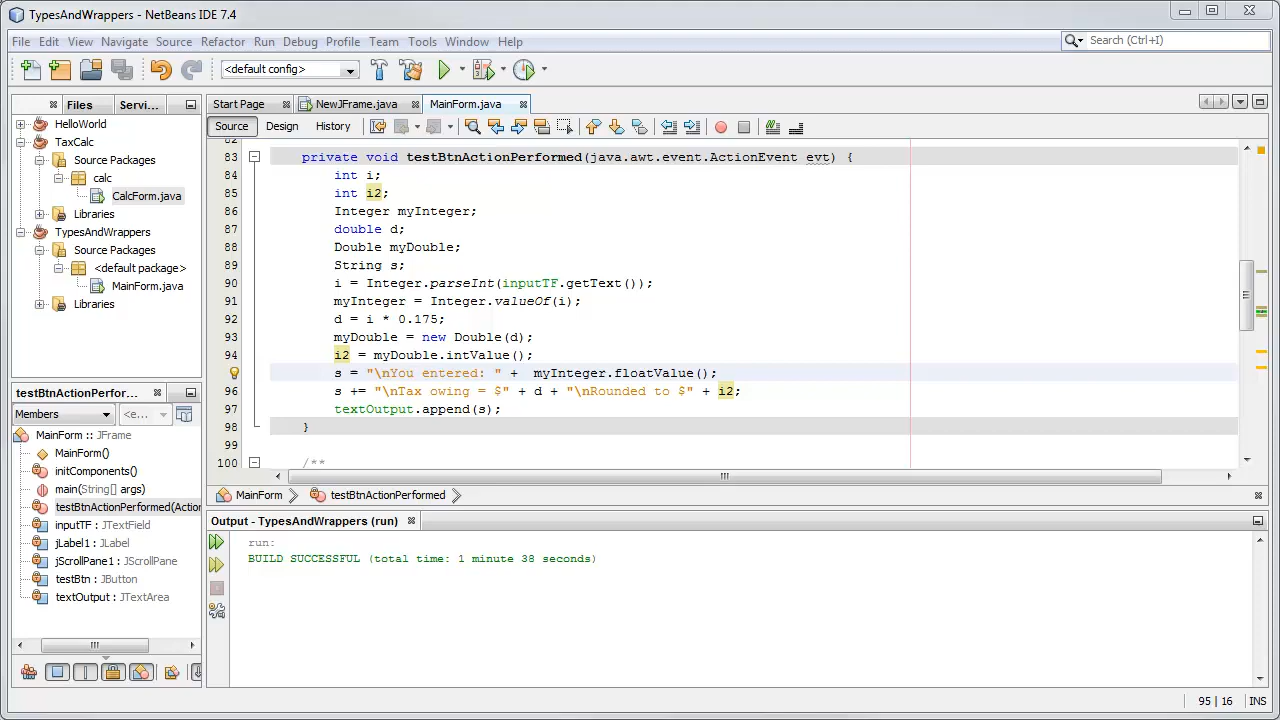 TypesAndWrappers - NetBeans IDE 7.4
File Edit View Navigate Source Refactor Run Debug Profile Team Tools Window Help
Search (Ctrl+I)
<default config>
Files Servi...
Start Page NewJFrame.java MainForm.java
Source Design History
HelloWorld
TaxCalc
Source Packages
calc
CalcForm.java
Libraries
TypesAndWrappers
Source Packages
<default package>
MainForm.java
Libraries
82
83 private void testBtnActionPerformed(java.awt.event.ActionEvent evt) {
84 int i;
85 int i2;
86 Integer myInteger;
87 double d;
88 Double myDouble;
89 String s;
90 i = Integer.parseInt(inputTF.getText());
91 myInteger = Integer.valueOf(i);
92 d = i * 0.175;
93 myDouble = new Double(d);
94 i2 = myDouble.intValue();
s = "\nYou entered: " +  myInteger.floatValue();
96 s += "\nTax owing = $" + d + "\nRounded to $" + i2;
97 textOutput.append(s);
98 }
99
100 /**
MainForm testBtnActionPerformed
testBtnActionPerfor...
Members <e...
MainForm :: JFrame
MainForm()
initComponents()
main(String[] args)
testBtnActionPerformed(Action
inputTF : JTextField
jLabel1 : JLabel
jScrollPane1 : JScrollPane
testBtn : JButton
textOutput : JTextArea
Output - TypesAndWrappers (run)
run:
BUILD SUCCESSFUL (total time: 1 minute 38 seconds)
95 | 16 INS